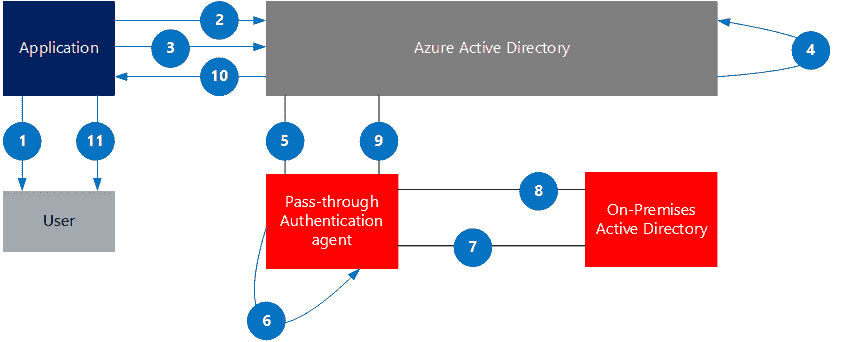 2
Application
3
Azure Active Directory
4
10
1
11
5
9
User
Pass-through
Authentication
agent
8
On-Premises
Active Directory
7
6